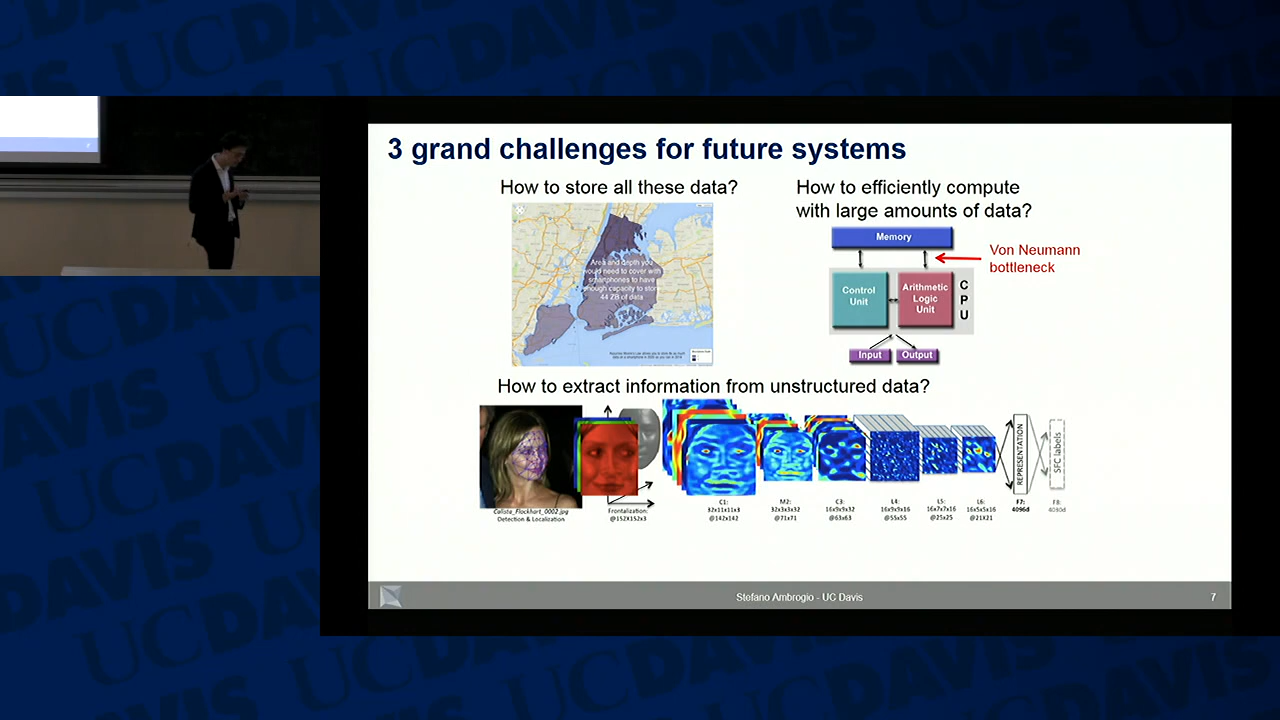 3 grand challenges for future systems
How to store all these data?
Area and depth you
would need to cover with
smartphones to have
enough capacity to store
44 ZB of data
How to efficiently compute
with large amounts of data?
Memory
Von Neumann
bottleneck
Control
Unit
Arithmetic
Logic
Unit
CPU
Input
Output
How to extract information from unstructured data?
REPRESENTATION
SFC labels
Calista_Flockhart_0002.jpg
Detection & Localization
Frontalization:
@152X152x3
C1:
32x11x11x3
@142x142
M2:
32x3x3x32
@71x71
C3:
16x9x9x32
@63x63
L4:
16x9x9x16
@55x55
L5:
16x7x7x16
@25x25
L6:
16x5x5x16
@21X21
F7:
4096d
F8:
4030d
Stefano Ambrogio - UC Davis
7
UCDAVIS